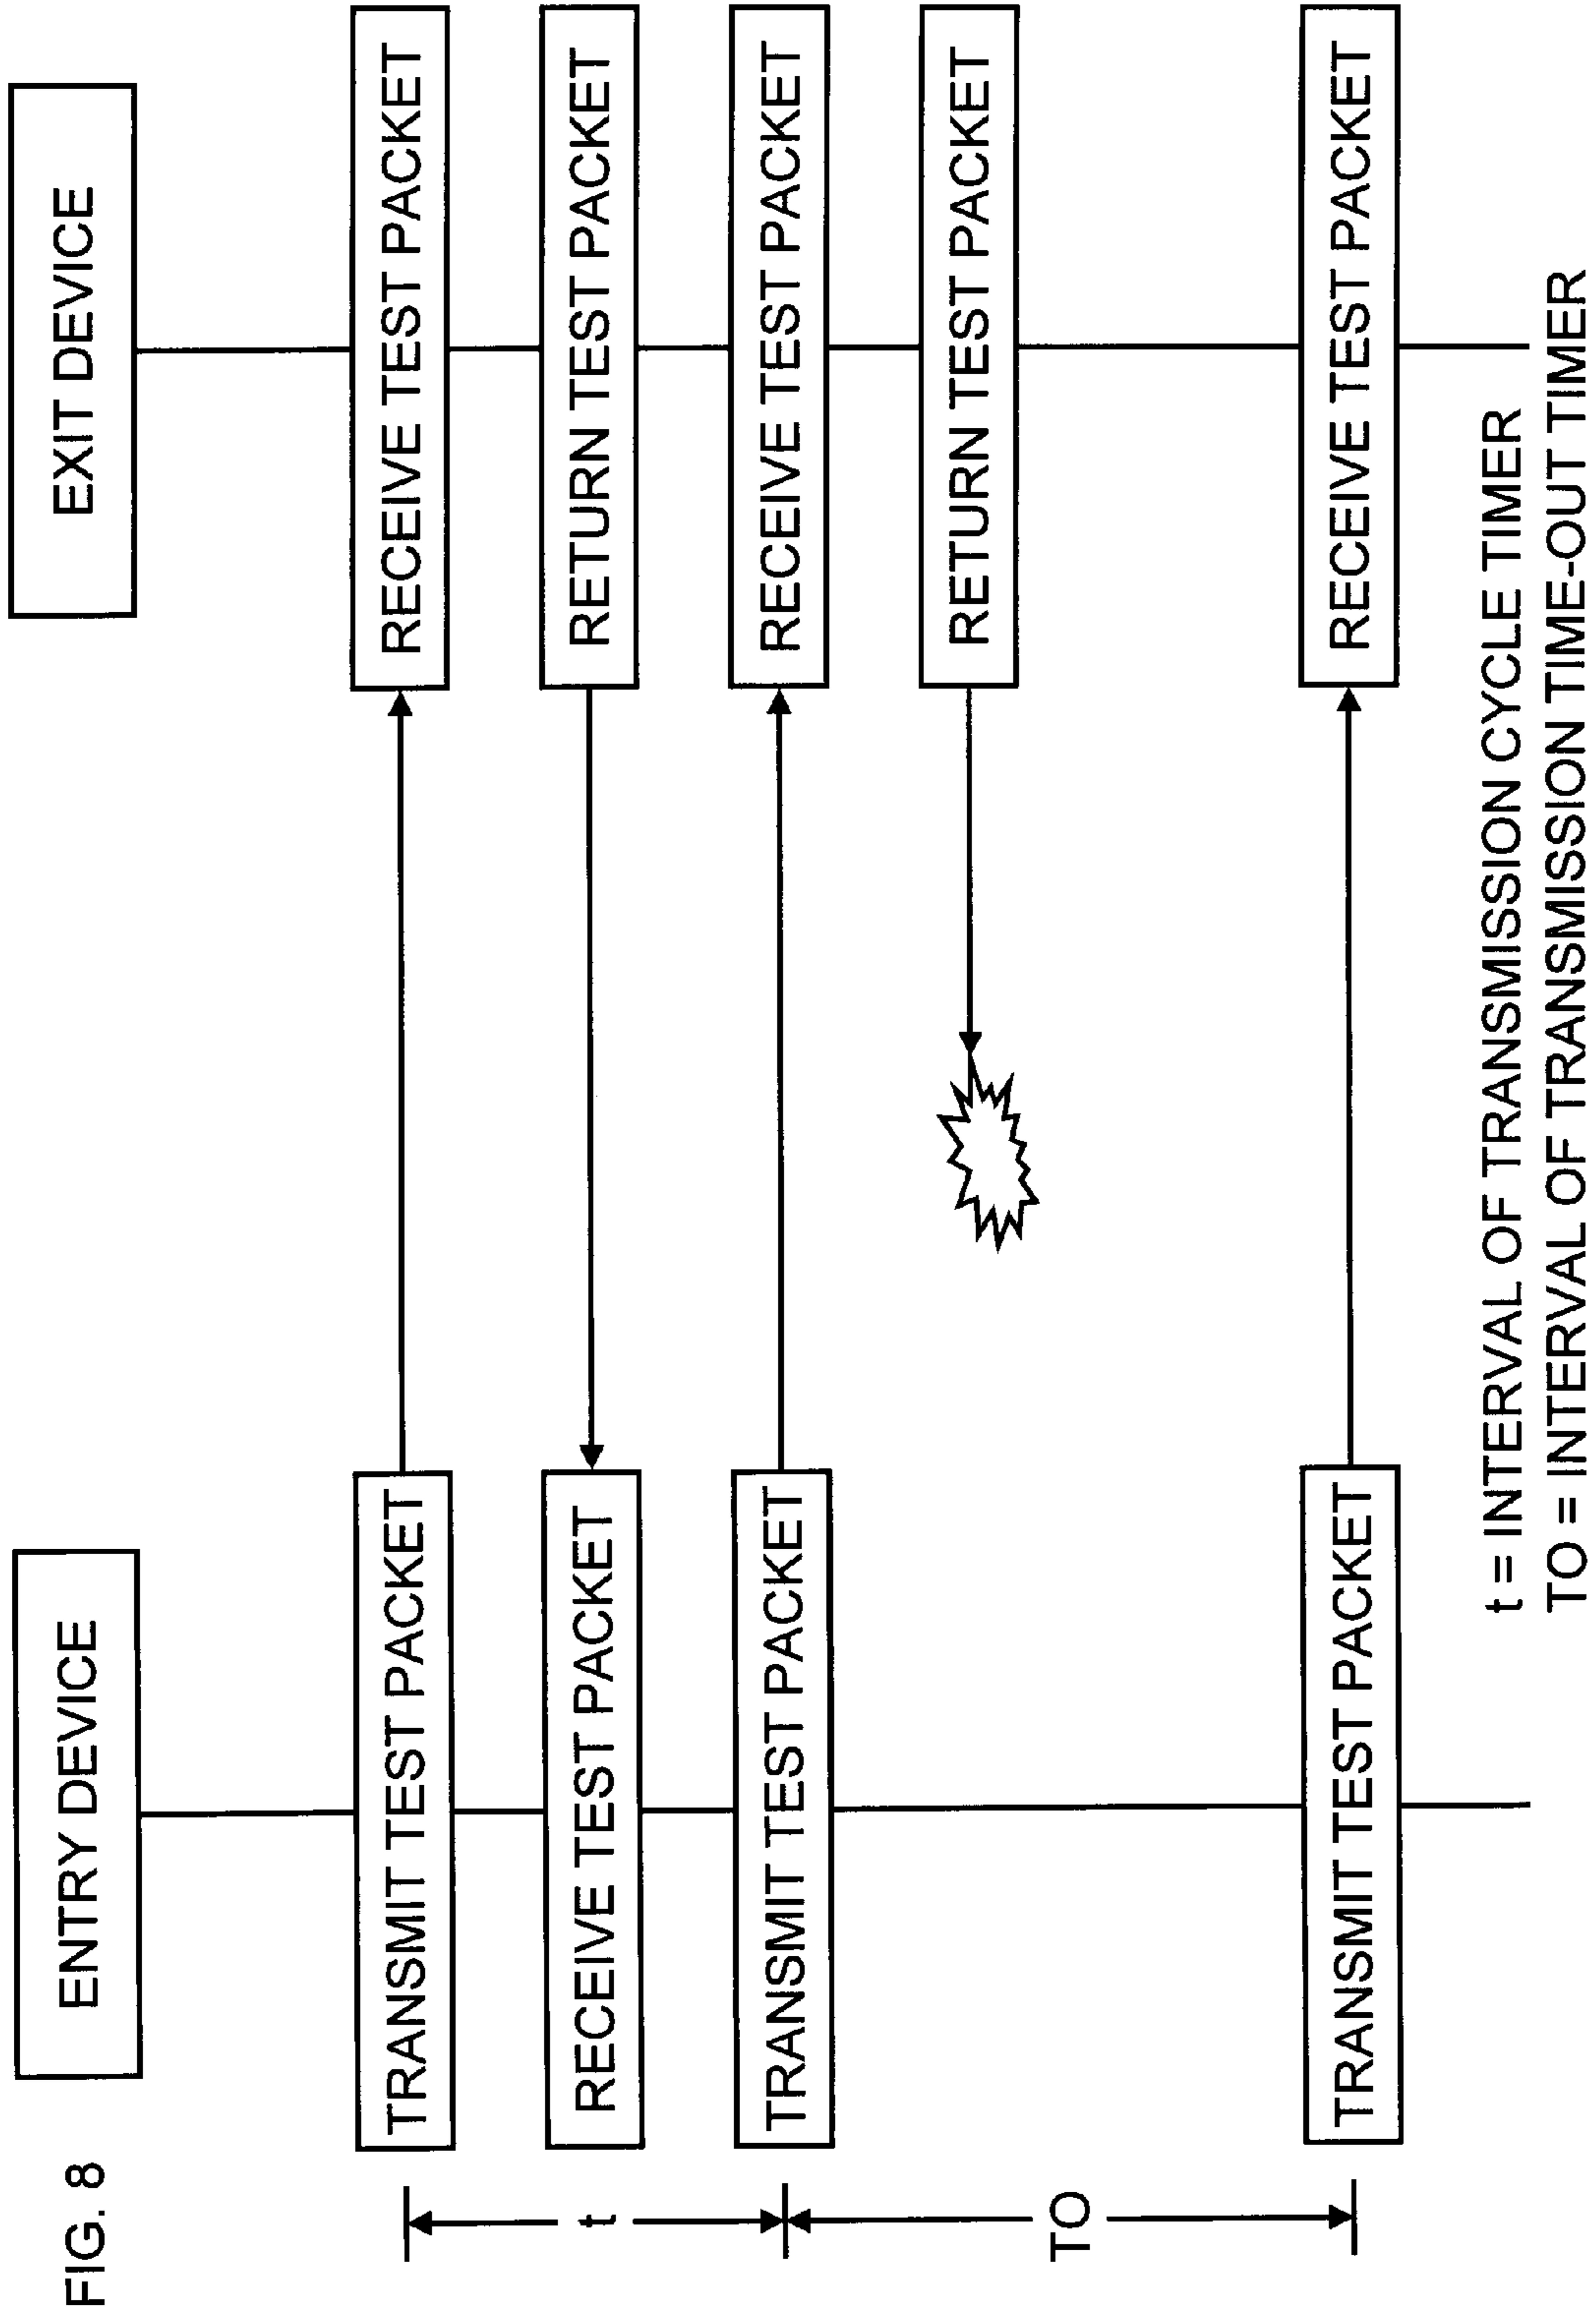 FIG. 8
ENTRY DEVICE
EXIT DEVICE
TRANSMIT TEST PACKET
RECEIVE TEST PACKET
t
RECEIVE TEST PACKET
RETURN TEST PACKET
TRANSMIT TEST PACKET
RECEIVE TEST PACKET
RETURN TEST PACKET
TO
TRANSMIT TEST PACKET
RECEIVE TEST PACKET
t = INTERVAL OF TRANSMISSION CYCLE TIMER
TO = INTERVAL OF TRANSMISSION TIME-OUT TIMER